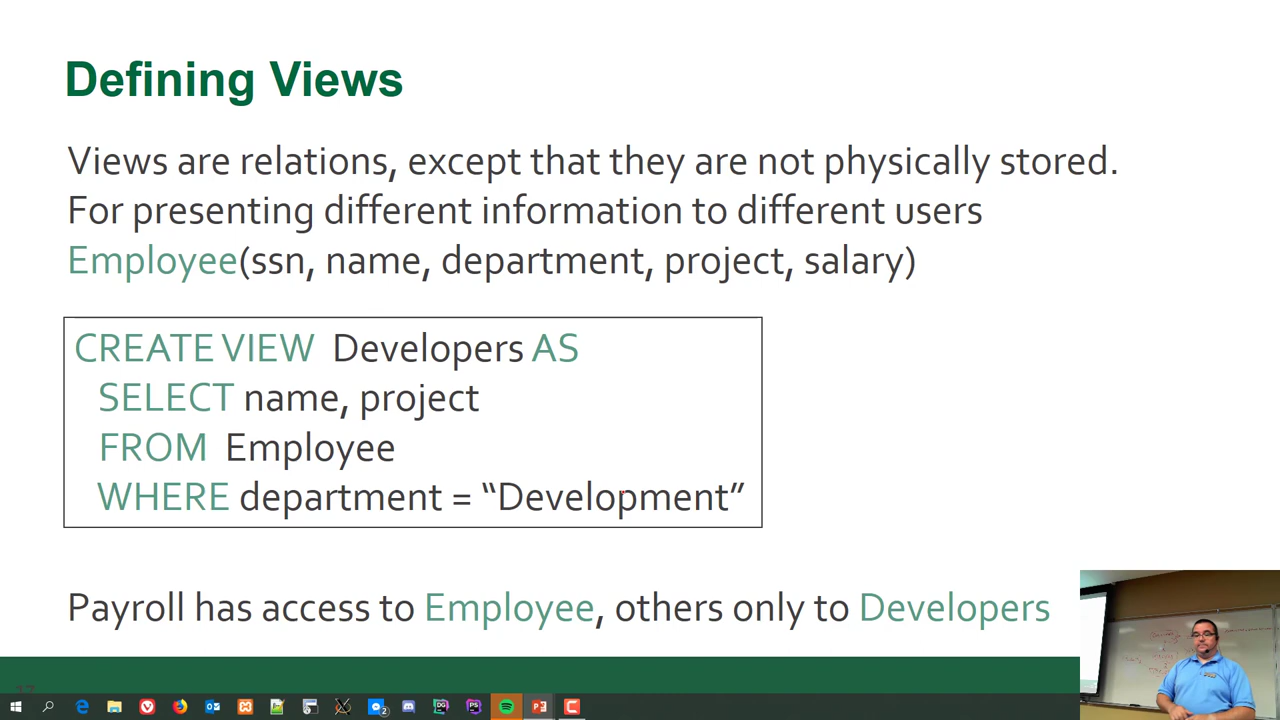 Defining Views
Views are relations, except that they are not physically stored.
For presenting different information to different users
Employee(ssn, name, department, project, salary)
CREATE VIEW Developers AS
SELECT name, project
FROM Employee
WHERE department = “Development”
Payroll has access to Employee, others only to Developers